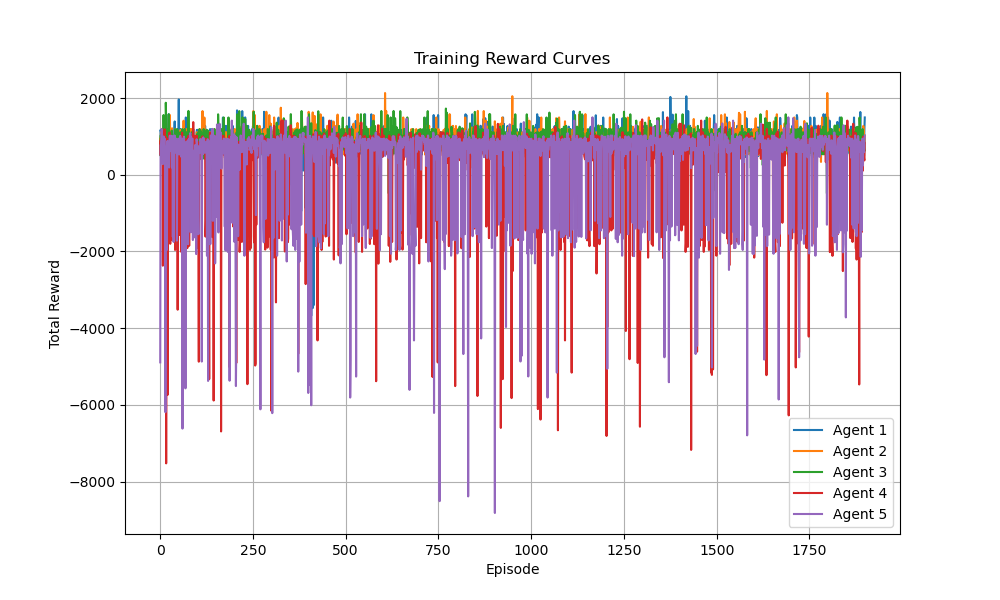 Training Reward Curves
Total Reward
2000
0
−2000
−4000
−6000
−8000
0 250 500 750 1000 1250 1500 1750
Episode
Agent 1
Agent 2
Agent 3
Agent 4
Agent 5